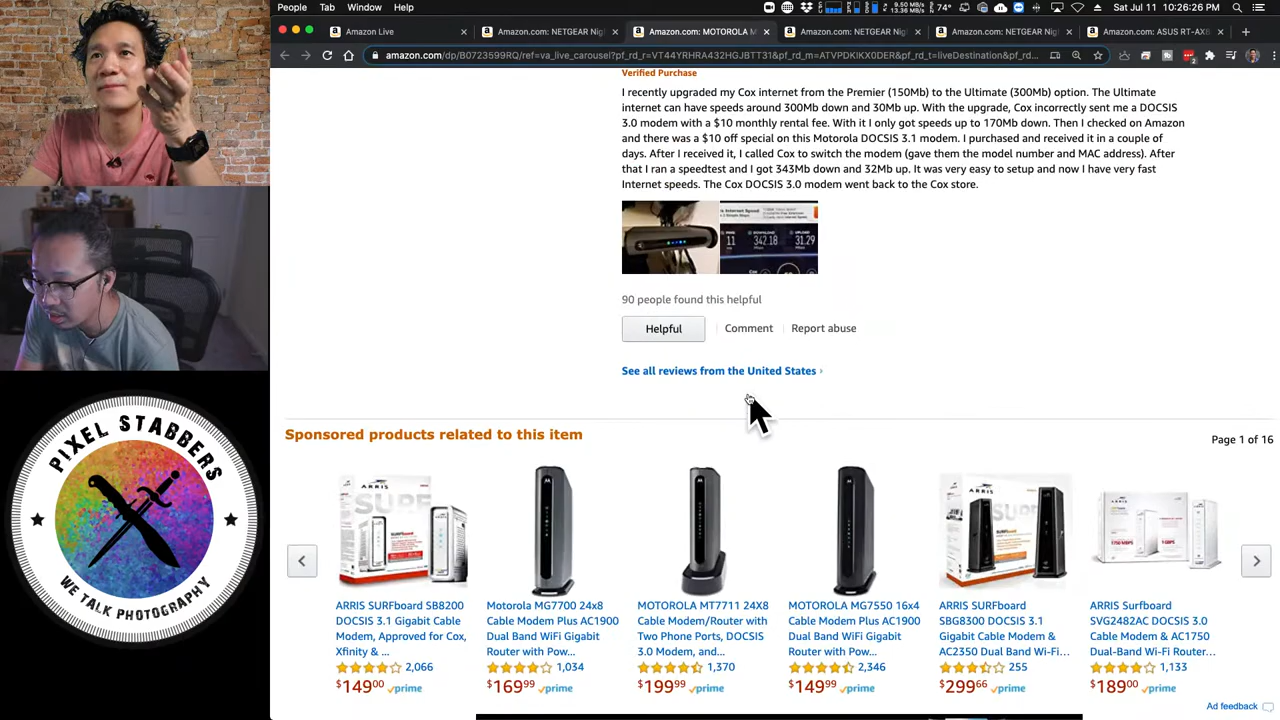 People Tab Window Help
9.50 MB/s
13.36 MB/s
74°
Sat Jul 11 10:26:26 PM
Amazon Live
Amazon.com: NETGEAR Nig
Amazon.com: MOTOROLA M
Amazon.com: NETGEAR Nig
Amazon.com: NETGEAR Nig
Amazon.com: ASUS RT-AX8
amazon.com/dp/B0723599RQ/ref=va_live_carousel?pf_rd_r=VT44YRHRA432HGJBTT31&pf_rd_m=ATVPDKIKX0DER&pf_rd_t=liveDestination&pf_rd...
Verified Purchase
I recently upgraded my Cox internet from the Premier (150Mb) to the Ultimate (300Mb) option. The Ultimate
internet can have speeds around 300Mb down and 30Mb up. With the upgrade, Cox incorrectly sent me a DOCSIS
3.0 modem with a $10 monthly rental fee. With it I only got speeds up to 170Mb down. Then I checked on Amazon
and there was a $10 off special on this Motorola DOCSIS 3.1 modem. I purchased and received it in a couple of
days. After I received it, I called Cox to switch the modem (gave them the model number and MAC address). After
that I ran a speedtest and I got 343Mb down and 32Mb up. It was very easy to setup and now I have very fast
Internet speeds. The Cox DOCSIS 3.0 modem went back to the Cox store.
Internet Speed
11 342.18 31.29
90 people found this helpful
Helpful
Comment
Report abuse
See all reviews from the United States ›
Sponsored products related to this item
Page 1 of 16
ARRIS SURFboard SB8200
DOCSIS 3.1 Gigabit Cable
Modem, Approved for Cox,
Xfinity & ...
2,066
$149.00 prime
Motorola MG7700 24x8
Cable Modem Plus AC1900
Dual Band WiFi Gigabit
Router with Pow...
1,034
$169.99 prime
MOTOROLA MT7711 24X8
Cable Modem/Router with
Two Phone Ports, DOCSIS
3.0 Modem, and...
1,370
$199.99 prime
MOTOROLA MG7550 16x4
Cable Modem Plus AC1900
Dual Band WiFi Gigabit
Router with Pow...
2,346
$149.99 prime
ARRIS SURFboard
SBG8300 DOCSIS 3.1
Gigabit Cable Modem &
AC2350 Dual Band Wi-Fi...
255
$299.66 prime
ARRIS Surfboard
SVG2482AC DOCSIS 3.0
Cable Modem & AC1750
Dual-Band Wi-Fi Router...
1,133
$189.00 prime
Ad feedback
PIXEL STABBERS
WE TALK PHOTOGRAPHY